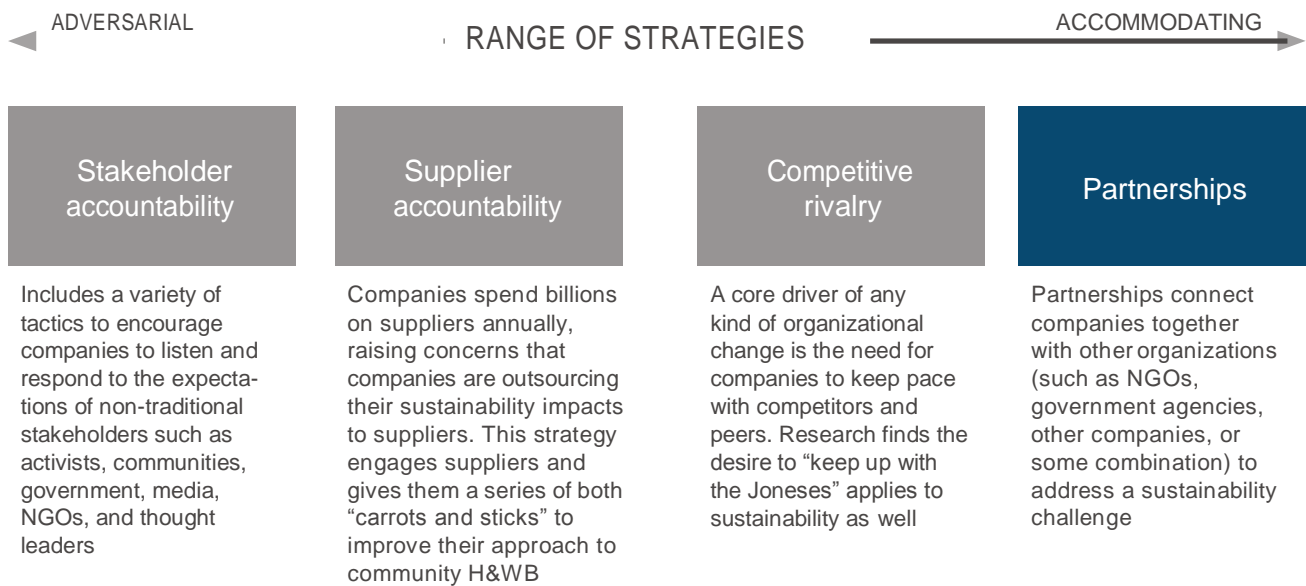 ADVERSARIAL
RANGE OF STRATEGIES
ACCOMMODATING
Stakeholder
accountability
Includes a variety of
tactics to encourage
companies to listen and
respond to the expecta-
tions of non-traditional
stakeholders such as
activists, communities,
government, media,
NGOs, and thought
leaders
Supplier
accountability
Companies spend billions
on suppliers annually,
raising concerns that
companies are outsourcing
their sustainability impacts
to suppliers. This strategy
engages suppliers and
gives them a series of both
“carrots and sticks” to
improve their approach to
community H&WB
Competitive
rivalry
A core driver of any
kind of organizational
change is the need for
companies to keep pace
with competitors and
peers. Research finds the
desire to “keep up with
the Joneses” applies to
sustainability as well
Partnerships
Partnerships connect
companies together
with other organizations
(such as NGOs,
government agencies,
other companies, or
some combination) to
address a sustainability
challenge